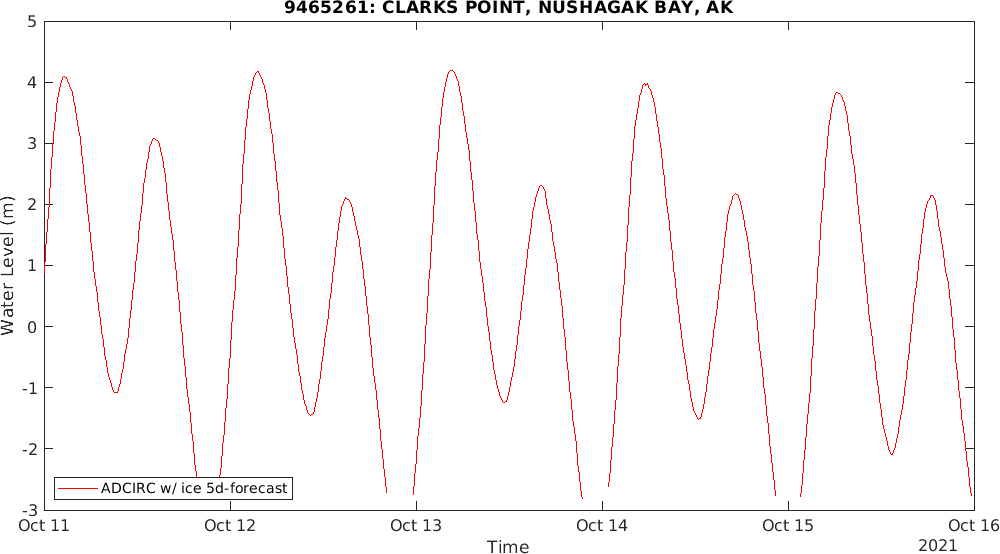 9465261: CLARKS POINT, NUSHAGAK BAY, AK
Water Level (m)
5
4
3
2
1
0
-1
-2
-3
ADCIRC w/ ice 5d-forecast
Oct 11 Oct 12 Oct 13 Oct 14 Oct 15 Oct 16
Time
2021